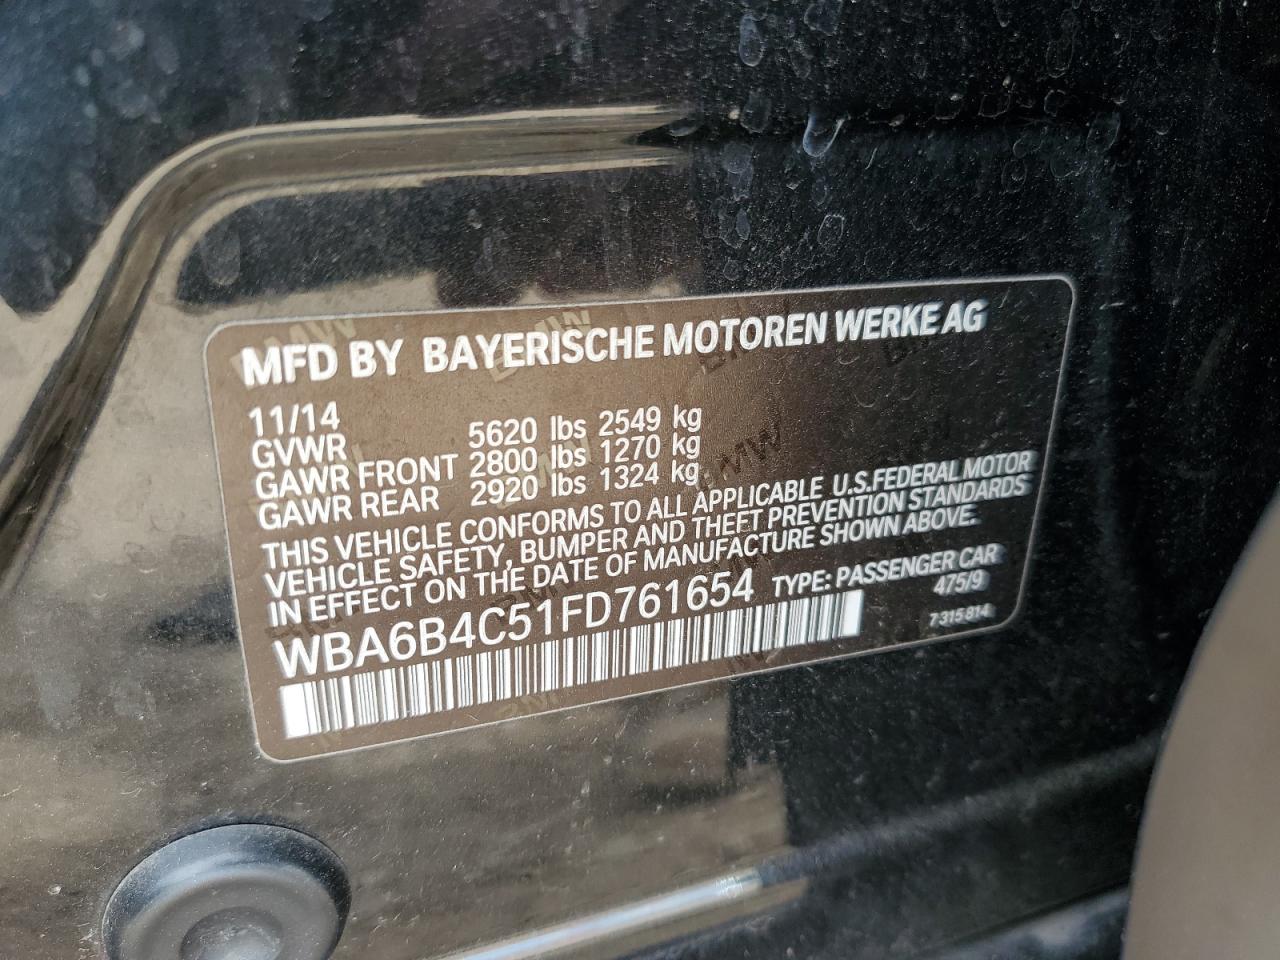 MFD BY BAYERISCHE MOTOREN WERKE AG
11/14
GVWR 5620 lbs 2549 kg
GAWR FRONT 2800 lbs 1270 kg
GAWR REAR 2920 lbs 1324 kg
THIS VEHICLE CONFORMS TO ALL APPLICABLE U.S.FEDERAL MOTOR
VEHICLE SAFETY, BUMPER AND THEFT PREVENTION STANDARDS
IN EFFECT ON THE DATE OF MANUFACTURE SHOWN ABOVE.
WBA6B4C51FD761654 TYPE: PASSENGER CAR
475/9
7 315 814